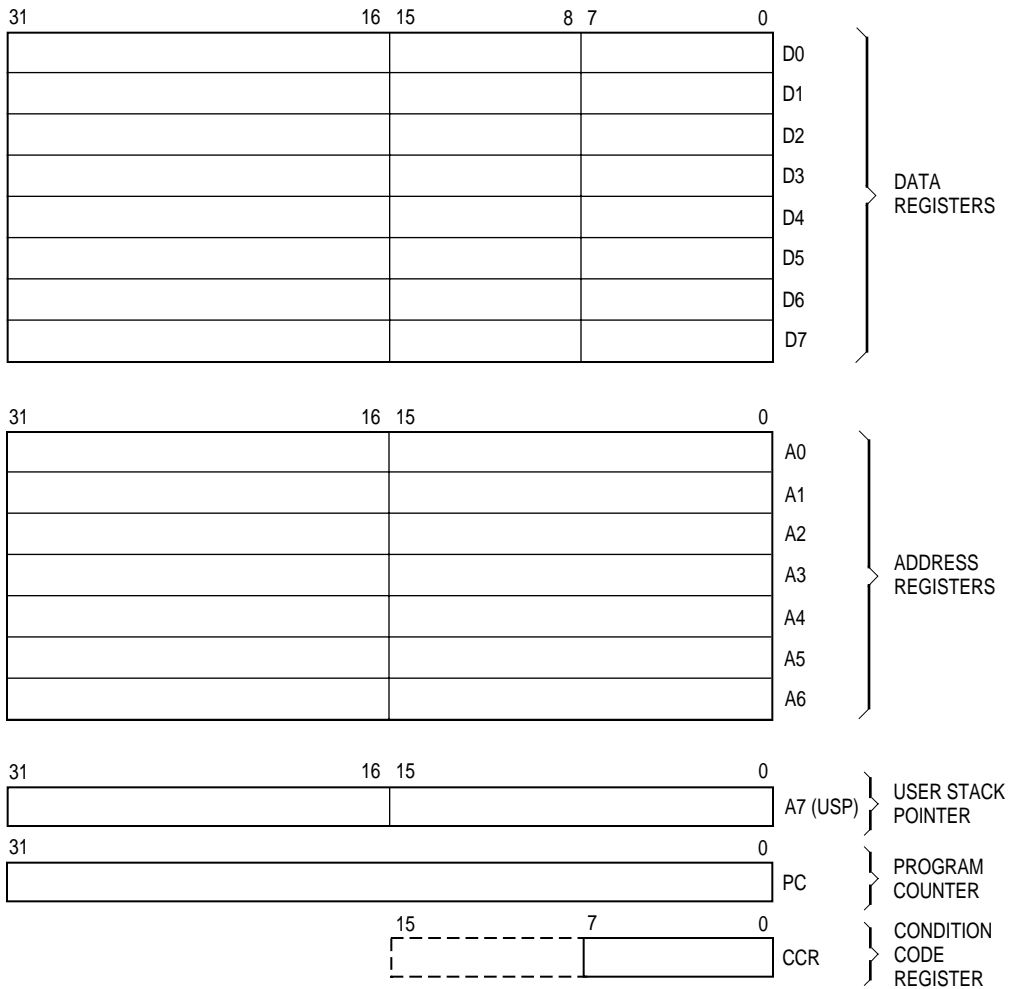 31 16 15 8 7 0
D0
D1
D2
D3
D4
D5
D6
D7
DATA
REGISTERS
31 16 15 0
A0
A1
A2
A3
A4
A5
A6
ADDRESS
REGISTERS
31 16 15 0
A7 (USP)
USER STACK
POINTER
31 0
PC
PROGRAM
COUNTER
15 7 0
CCR
CONDITION
CODE
REGISTER